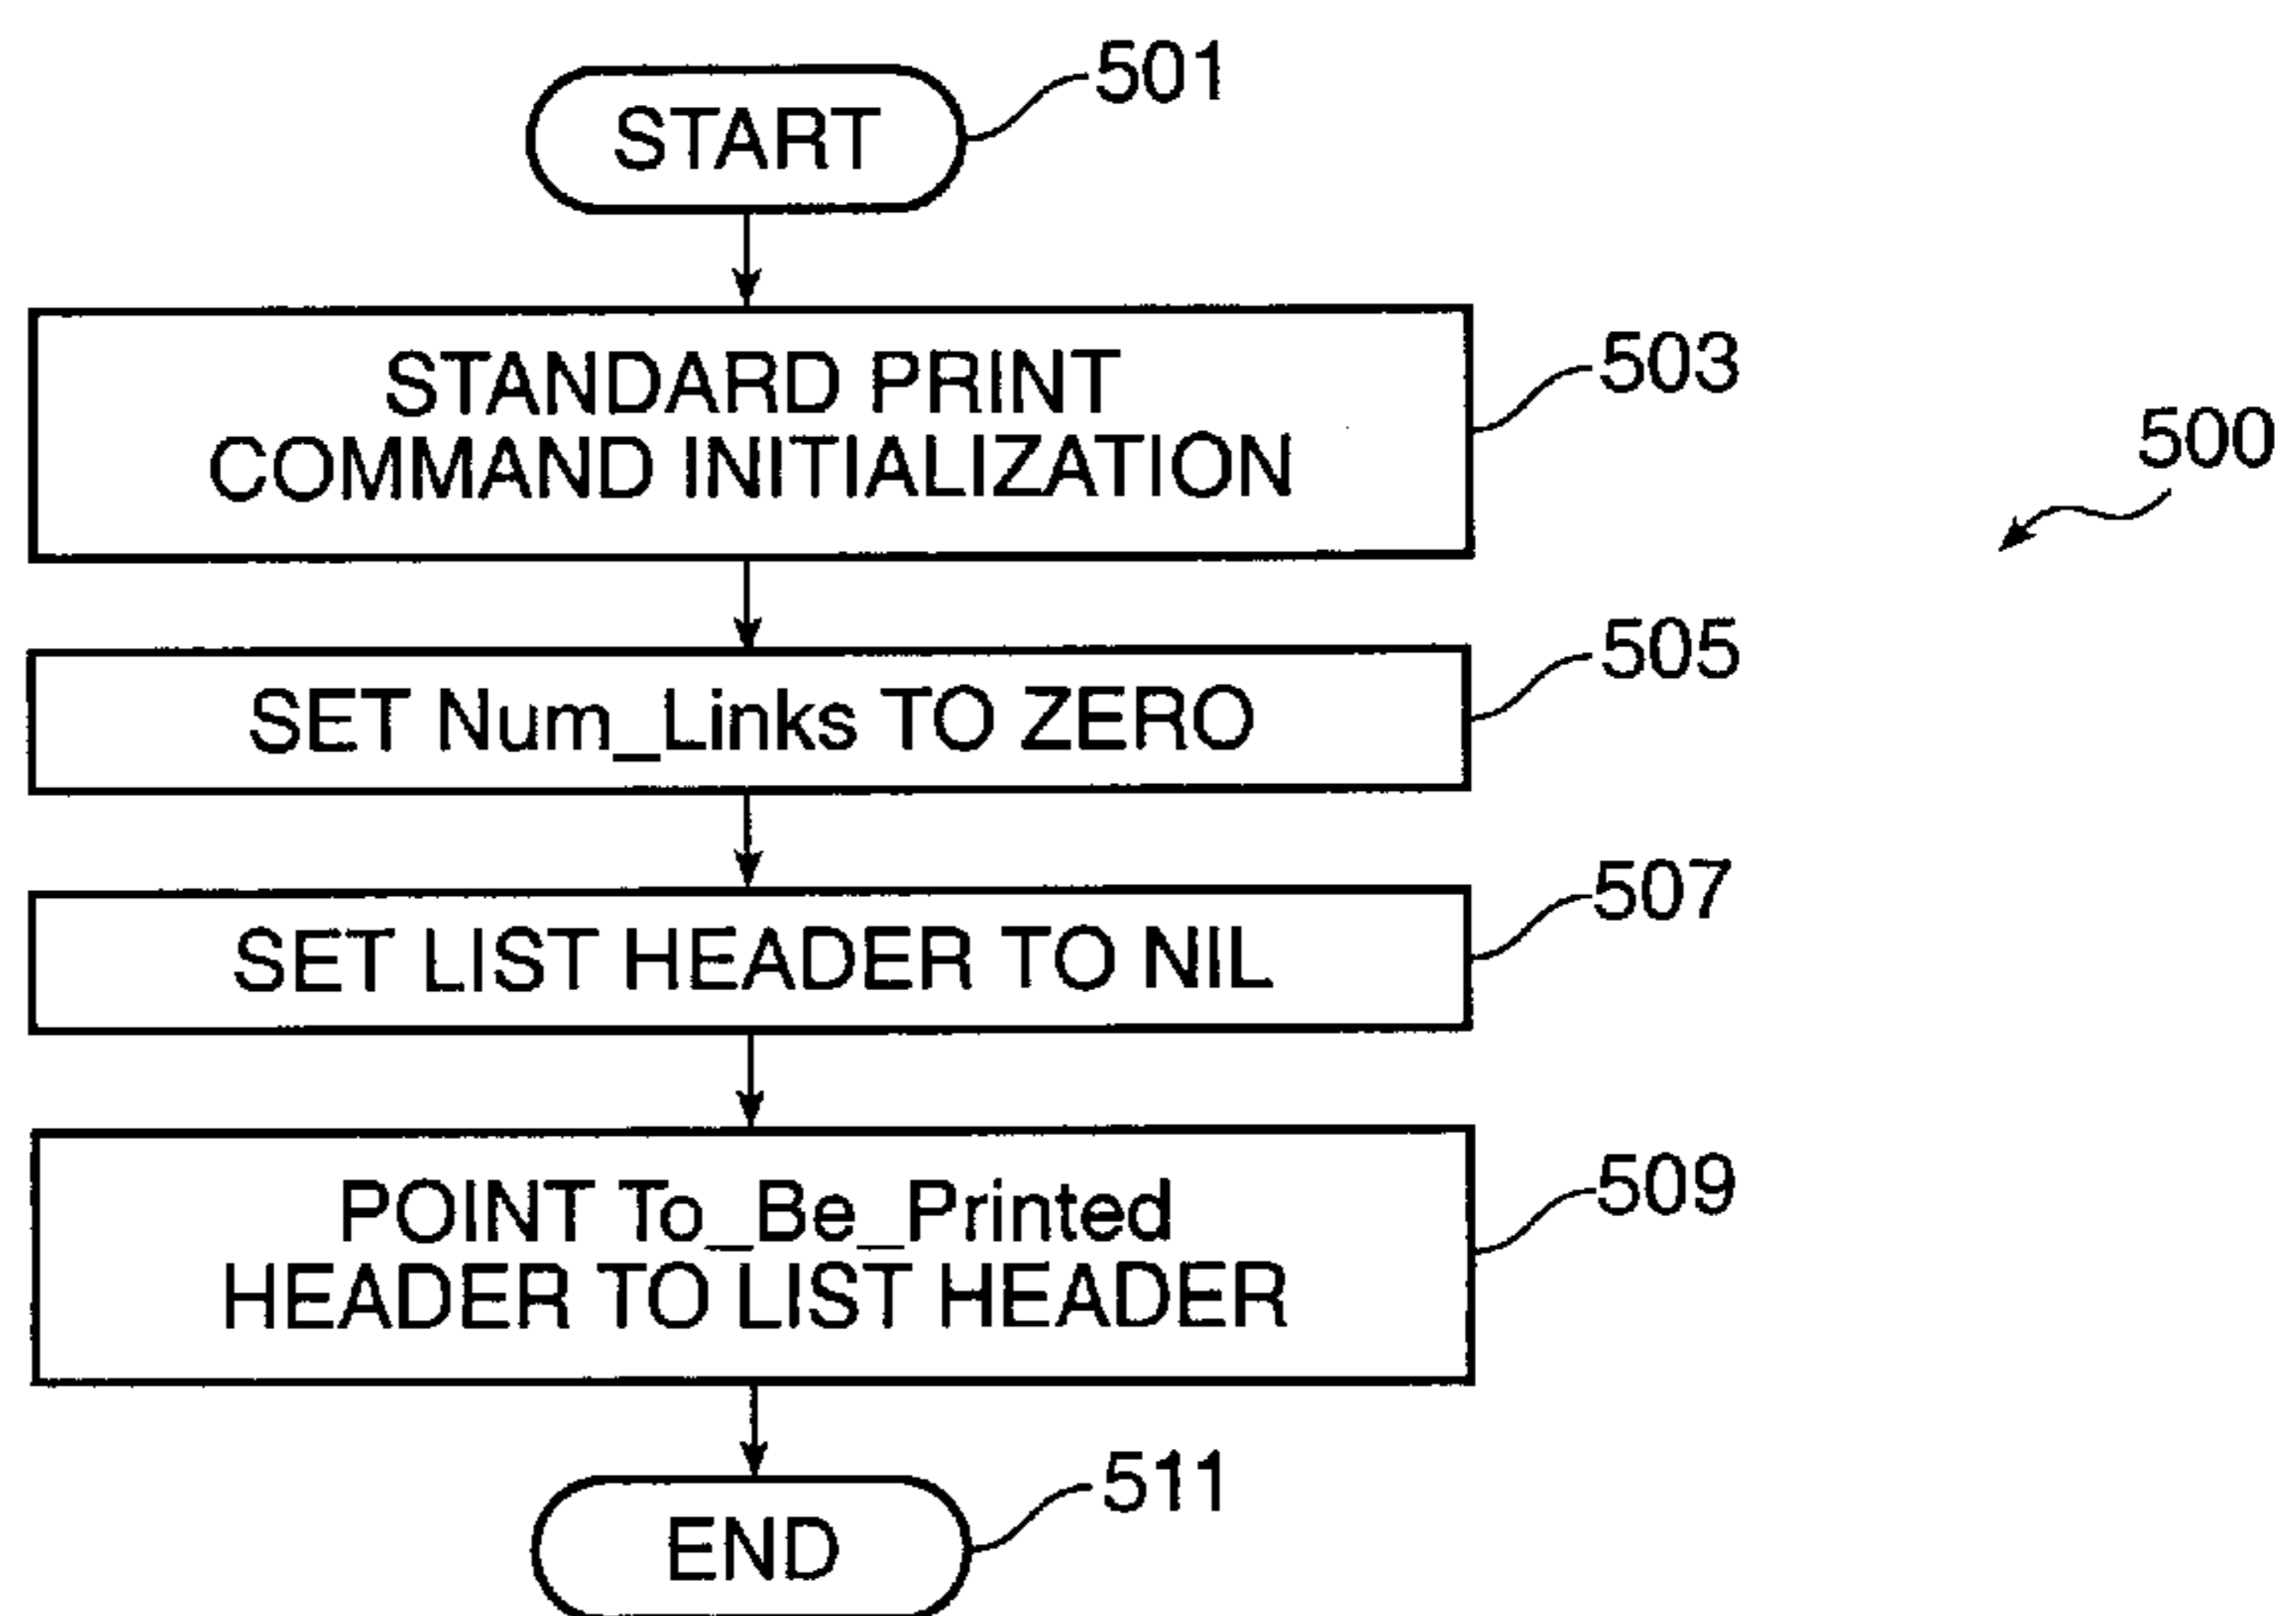 START
501
STANDARD PRINT
COMMAND INITIALIZATION
503
500
SET Num_Links TO ZERO
505
SET LIST HEADER TO NIL
507
POINT To_Be_Printed
HEADER TO LIST HEADER
509
END
511